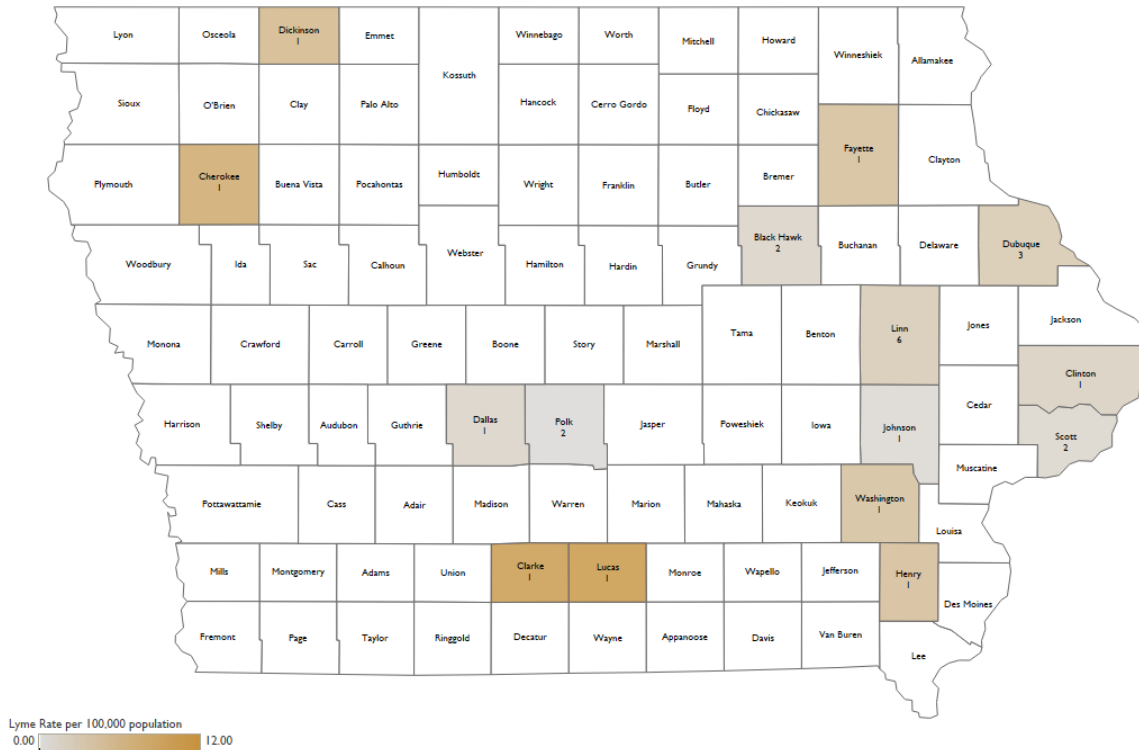 Lyon
Osceola
Dickinson
1
Emmet
Winnebago
Worth
Mitchell
Howard
Winneshiek
Allamakee
Kossuth
Sioux
O'Brien
Clay
Palo Alto
Hancock
Cerro Gordo
Floyd
Chickasaw
Fayette
1
Clayton
Plymouth
Cherokee
1
Buena Vista
Pocahontas
Humboldt
Wright
Franklin
Butler
Bremer
Woodbury
Ida
Sac
Calhoun
Webster
Hamilton
Hardin
Grundy
Black Hawk
2
Buchanan
Delaware
Dubuque
3
Monona
Crawford
Carroll
Greene
Boone
Story
Marshall
Tama
Benton
Linn
6
Jones
Jackson
Clinton
1
Harrison
Shelby
Audubon
Guthrie
Dallas
1
Polk
2
Jasper
Poweshiek
Iowa
Johnson
1
Cedar
Scott
2
Muscatine
Pottawattamie
Cass
Adair
Madison
Warren
Marion
Mahaska
Keokuk
Washington
1
Louisa
Mills
Montgomery
Adams
Union
Clarke
1
Lucas
1
Monroe
Wapello
Jefferson
Henry
1
Des Moines
Fremont
Page
Taylor
Ringgold
Decatur
Wayne
Appanoose
Davis
Van Buren
Lee
Lyme Rate per 100,000 population
0.00 12.00